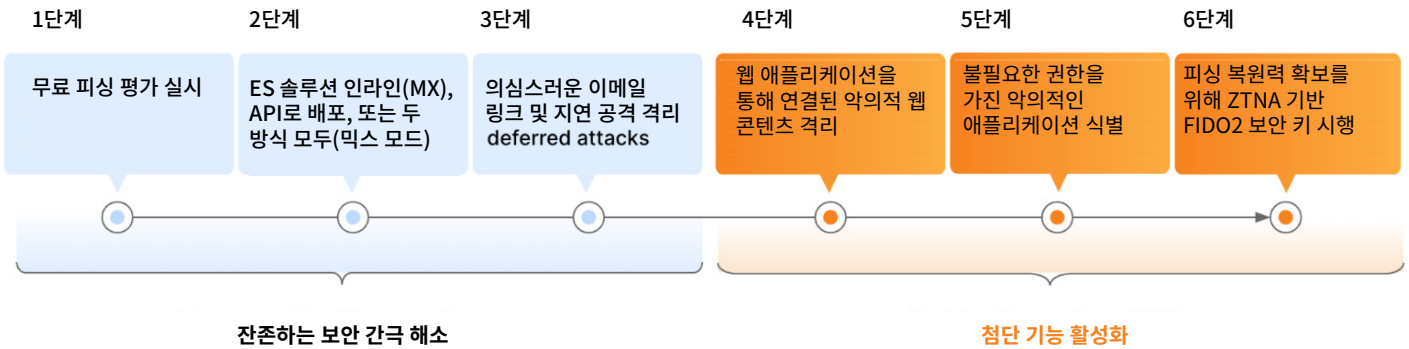 1단계
무료 피싱 평가 실시
2단계
ES 솔루션 인라인(MX),
API로 배포, 또는 두
방식 모두(믹스 모드)
3단계
의심스러운 이메일
링크 및 지연 공격 격리
deferred attacks
4단계
웹 애플리케이션을
통해 연결된 악의적 웹
콘텐츠 격리
5단계
불필요한 권한을
가진 악의적인
애플리케이션 식별
6단계
피싱 복원력 확보를
위해 ZTNA 기반
FIDO2 보안 키 시행
잔존하는 보안 간극 해소
첨단 기능 활성화